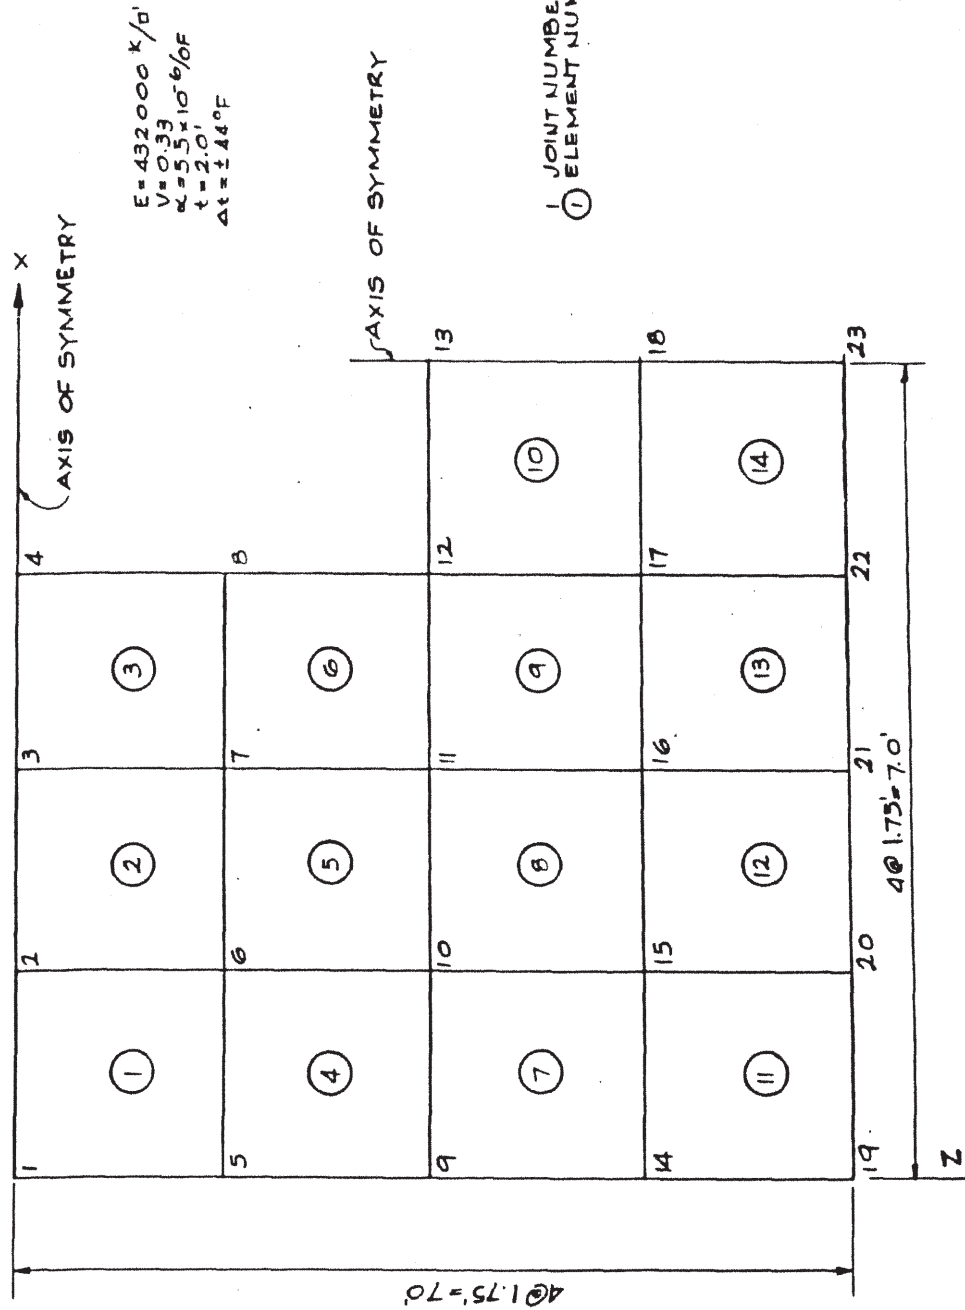 X
AXIS OF SYMMETRY
E = 432000 K/□'
V = 0.33
α = 5.5 x 10⁻⁶/OF
t = 2.0'
Δt = ± 44°F
AXIS OF SYMMETRY
1 JOINT NUMBE
① ELEMENT NU
1 2 3 4
① ② ③
5 6 7 8
④ ⑤ ⑥
9 10 11 12 13
⑦ ⑧ ⑨ ⑩
14 15 16 17 18
⑪ ⑫ ⑬ ⑭
19 20 21 22 23
4@ 1.75' = 7.0'
4@ 1.75' = 70'
Z